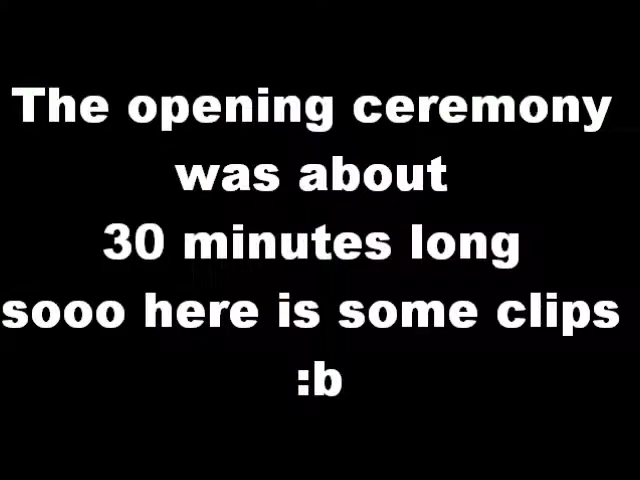 The opening ceremony
was about
30 minutes long
sooo here is some clips
:b